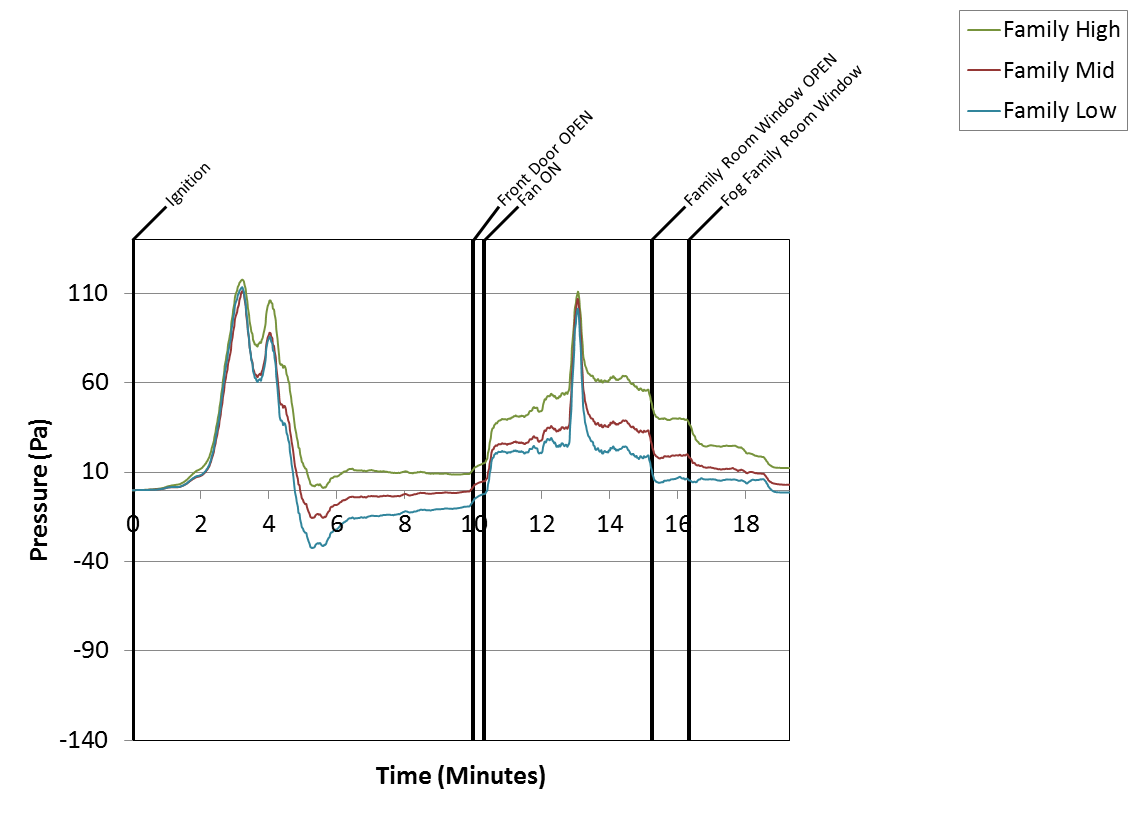 Family High
Family Mid
Family Low
Ignition
Front Door OPEN
Fan ON
Family Room Window OPEN
Fog Family Room Window
110
60
10
-40
-90
-140
0 2 4 6 8 10 12 14 16 18
Pressure (Pa)
Time (Minutes)